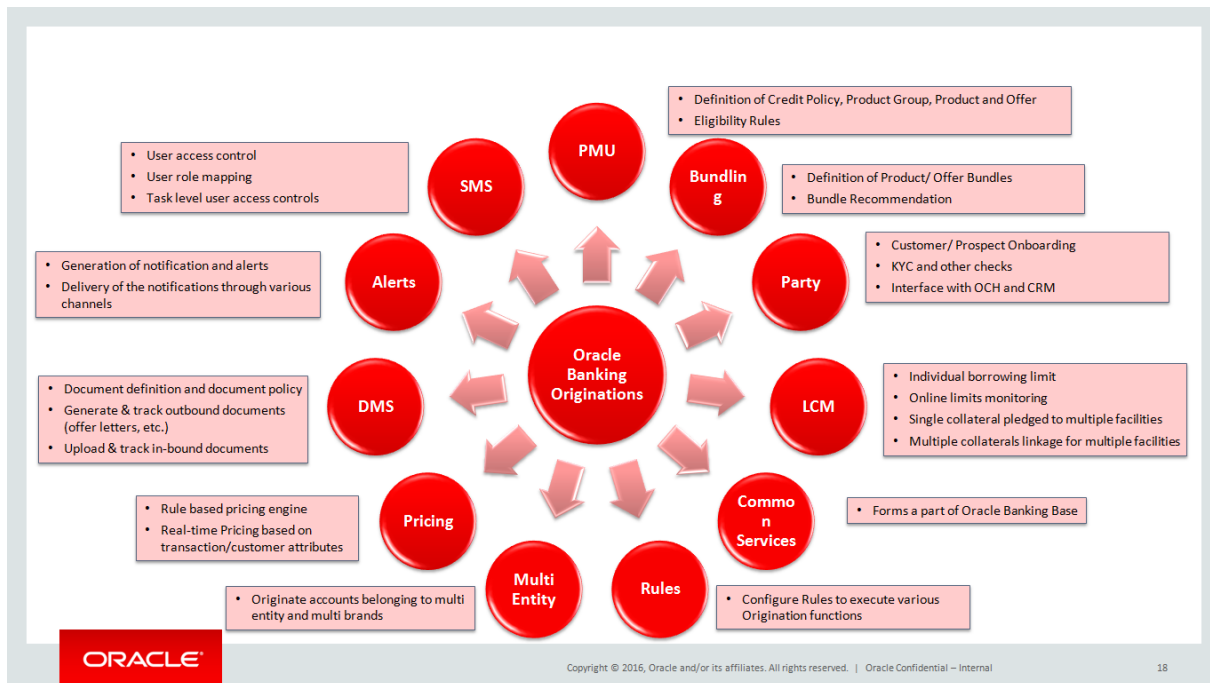 PMU
• Definition of Credit Policy, Product Group, Product and Offer
• Eligibility Rules
Bundlin
g
• Definition of Product/ Offer Bundles
• Bundle Recommendation
Party
• Customer/ Prospect Onboarding
• KYC and other checks
• Interface with OCH and CRM
LCM
• Individual borrowing limit
• Online limits monitoring
• Single collateral pledged to multiple facilities
• Multiple collaterals linkage for multiple facilities
Commo
n
Services
• Forms a part of Oracle Banking Base
Rules
• Configure Rules to execute various
Origination functions
Multi
Entity
• Originate accounts belonging to multi
entity and multi brands
Pricing
• Rule based pricing engine
• Real-time Pricing based on
transaction/customer attributes
DMS
• Document definition and document policy
• Generate & track outbound documents
(offer letters, etc.)
• Upload & track in-bound documents
Alerts
• Generation of notification and alerts
• Delivery of the notifications through various
channels
SMS
• User access control
• User role mapping
• Task level user access controls
Oracle
Banking
Originations
ORACLE®
Copyright © 2016, Oracle and/or its affiliates. All rights reserved. | Oracle Confidential – Internal
18